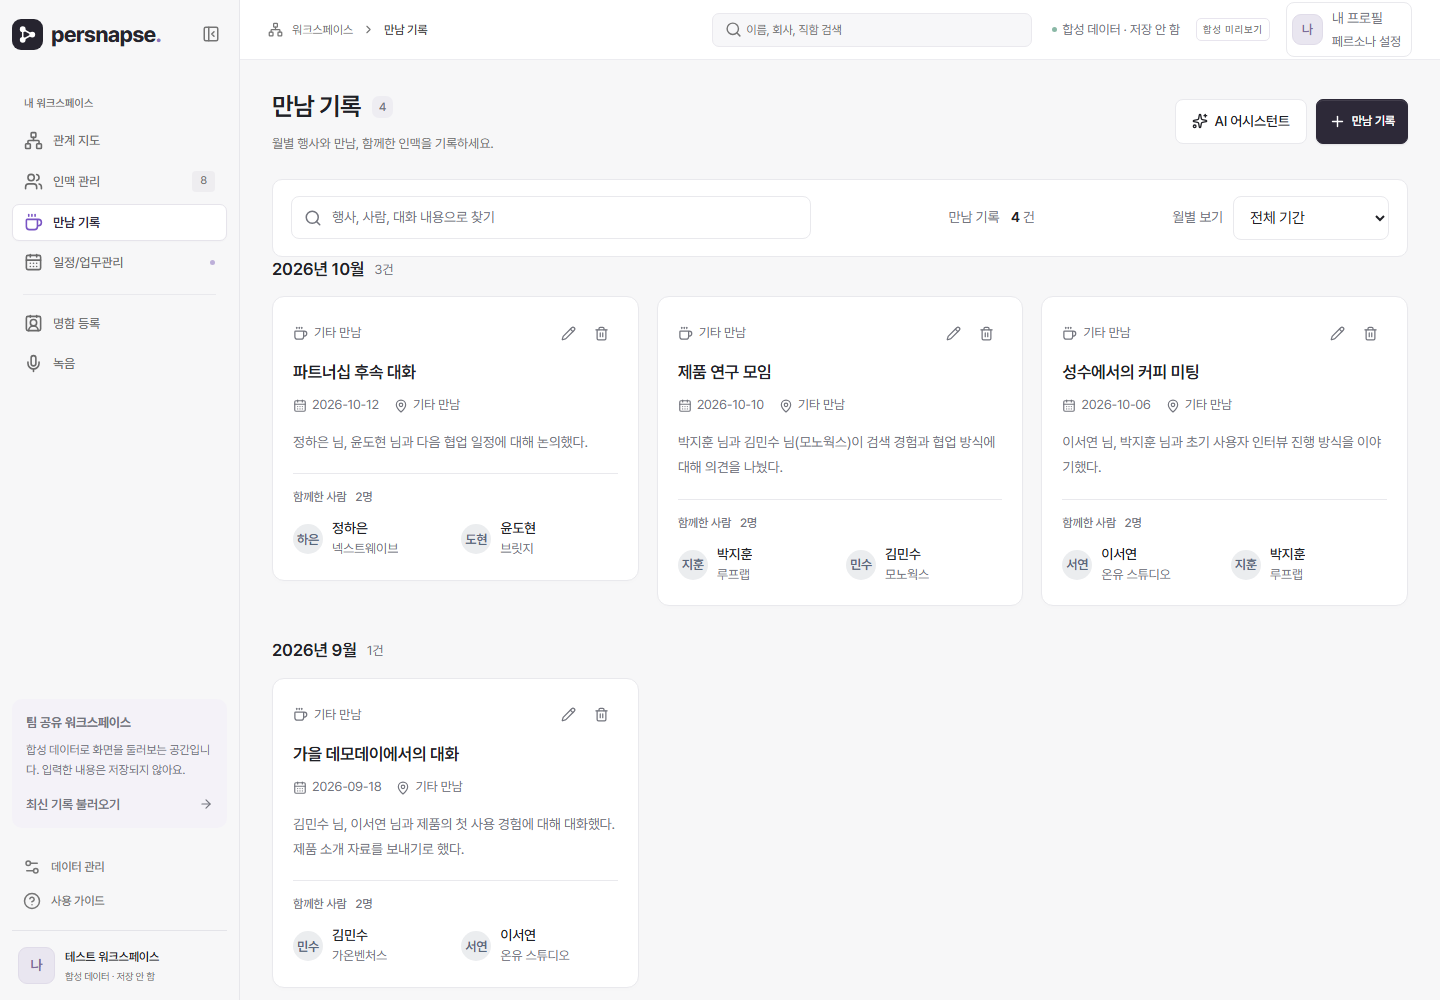 persnapse.
내 워크스페이스
관계 지도
인맥 관리 8
만남 기록
일정/업무관리
명함 등록
녹음
팀 공유 워크스페이스
합성 데이터로 화면을 둘러보는 공간입니
다. 입력한 내용은 저장되지 않아요.
최신 기록 불러오기
데이터 관리
사용 가이드
나
테스트 워크스페이스
합성 데이터 · 저장 안 함
워크스페이스 > 만남 기록
이름, 회사, 직함 검색
합성 데이터 · 저장 안 함
합성 미리보기
나
내 프로필
페르소나 설정
만남 기록 4
월별 행사와 만남, 함께한 인맥을 기록하세요.
AI 어시스턴트
+ 만남 기록
행사, 사람, 대화 내용으로 찾기
만남 기록 4 건
월별 보기 전체 기간
2026년 10월 3건
기타 만남
파트너십 후속 대화
2026-10-12 기타 만남
정하은 님, 윤도현 님과 다음 협업 일정에 대해 논의했다.
함께한 사람 2명
하은 정하은 넥스트웨이브
도현 윤도현 브릿지
기타 만남
제품 연구 모임
2026-10-10 기타 만남
박지훈 님과 김민수 님(모노웍스)이 검색 경험과 협업 방식에
대해 의견을 나눴다.
함께한 사람 2명
지훈 박지훈 루프랩
민수 김민수 모노웍스
기타 만남
성수에서의 커피 미팅
2026-10-06 기타 만남
이서연 님, 박지훈 님과 초기 사용자 인터뷰 진행 방식을 이야
기했다.
함께한 사람 2명
서연 이서연 온유 스튜디오
지훈 박지훈 루프랩
2026년 9월 1건
기타 만남
가을 데모데이에서의 대화
2026-09-18 기타 만남
김민수 님, 이서연 님과 제품의 첫 사용 경험에 대해 대화했다.
제품 소개 자료를 보내기로 했다.
함께한 사람 2명
민수 김민수 가온벤처스
서연 이서연 온유 스튜디오